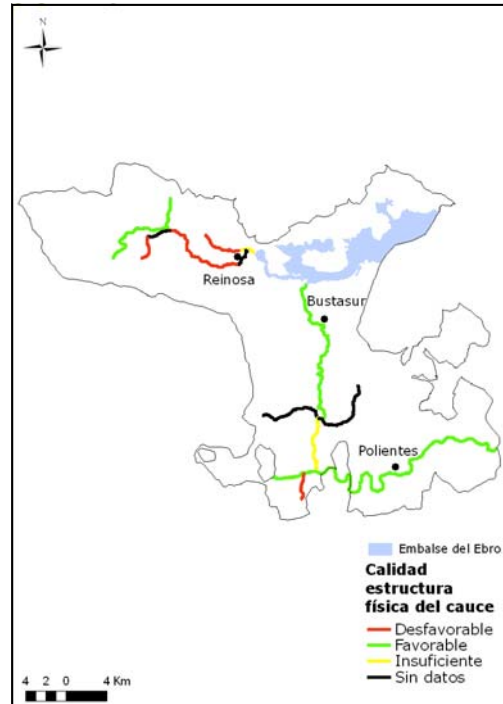 N
Reinosa
Bustasur
Polientes
Embalse del Ebro
Calidad
estructura
física del cauce
Desfavorable
Favorable
Insuficiente
Sin datos
4 2 0 4 Km